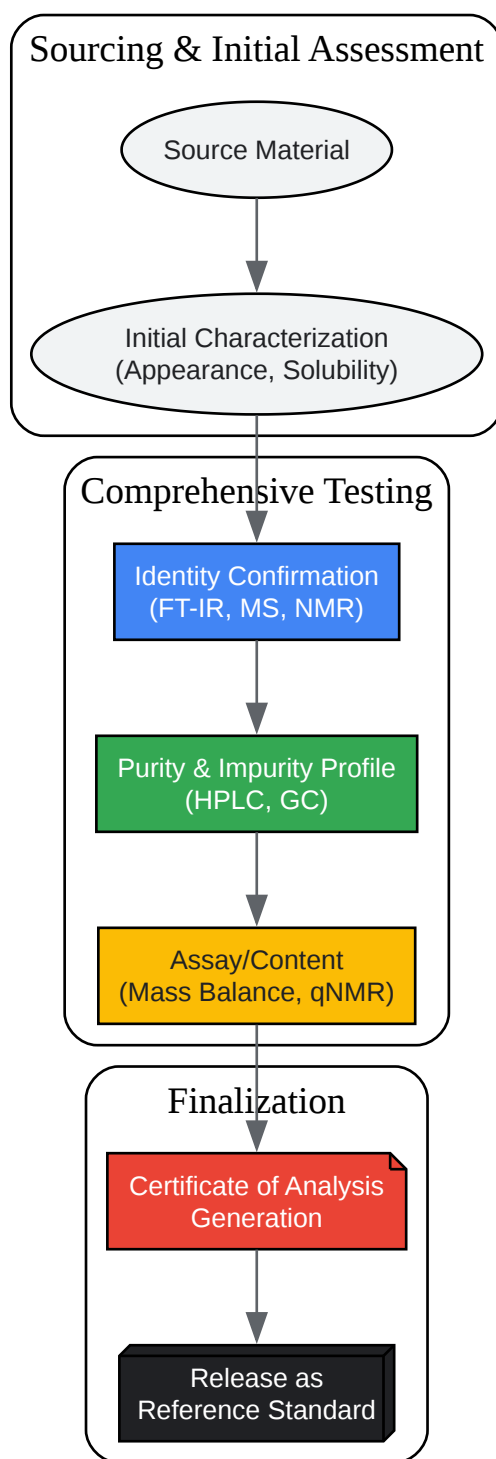 Sourcing & Initial Assessment
Source Material
Initial Characterization
(Appearance, Solubility)
Comprehensive Testing
Identity Confirmation
(FT-IR, MS, NMR)
Purity & Impurity Profile
(HPLC, GC)
Assay/Content
(Mass Balance, qNMR)
Finalization
Certificate of Analysis
Generation
Release as
Reference Standard